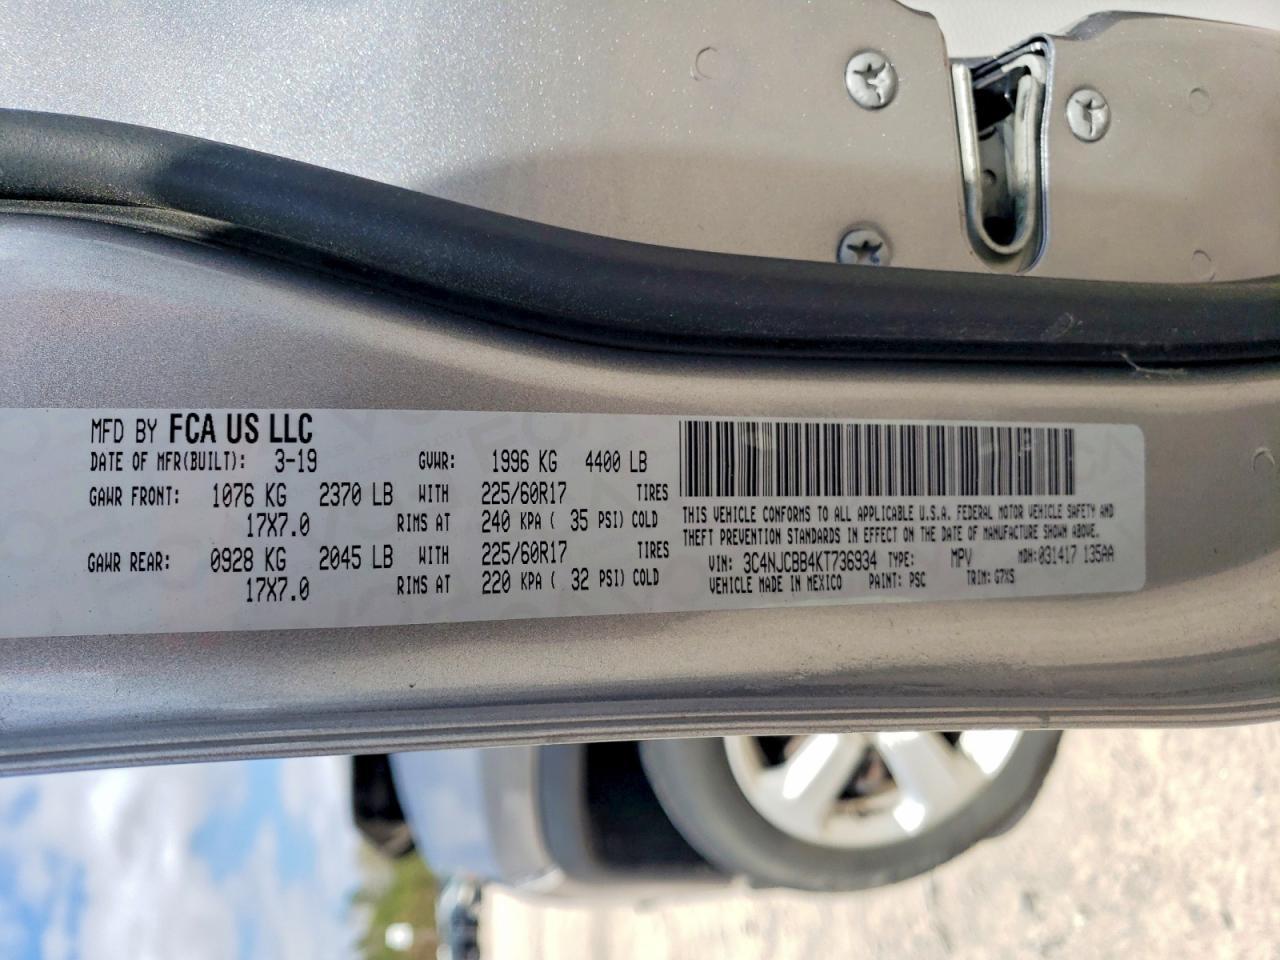 MFD BY FCA US LLC
DATE OF MFR(BUILT): 3-19 GVWR: 1996 KG 4400 LB
GAWR FRONT: 1076 KG 2370 LB WITH 225/60R17 TIRES
17X7.0 RIMS AT 240 KPA ( 35 PSI) COLD
GAWR REAR: 0928 KG 2045 LB WITH 225/60R17 TIRES
17X7.0 RIMS AT 220 KPA ( 32 PSI) COLD
THIS VEHICLE CONFORMS TO ALL APPLICABLE U.S.A. FEDERAL MOTOR VEHICLE SAFETY AND
THEFT PREVENTION STANDARDS IN EFFECT ON THE DATE OF MANUFACTURE SHOWN ABOVE.
VIN: 3C4NJCBB4KT736934 TYPE: MPV MDH: 031417 135AA
VEHICLE MADE IN MEXICO PAINT: PSC TRIM: G7X5